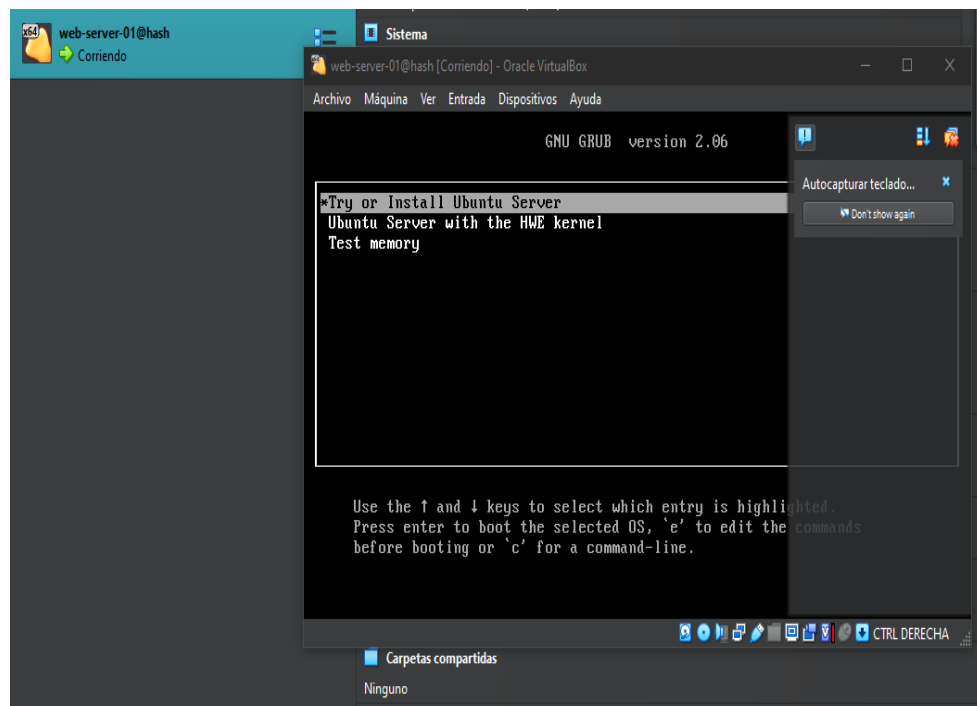 x64
web-server-01@hash
Corriendo
Sistema
web-server-01@hash [Corriendo] - Oracle VirtualBox
Archivo Máquina Ver Entrada Dispositivos Ayuda
GNU GRUB version 2.06
Autocapturar teclado...
Don't show again
*Try or Install Ubuntu Server
Ubuntu Server with the HWE kernel
Test memory
Use the ↑ and ↓ keys to select which entry is highlighted.
Press enter to boot the selected OS, `e' to edit the commands
before booting or `c' for a command-line.
CTRL DERECHA
Carpetas compartidas
Ninguno